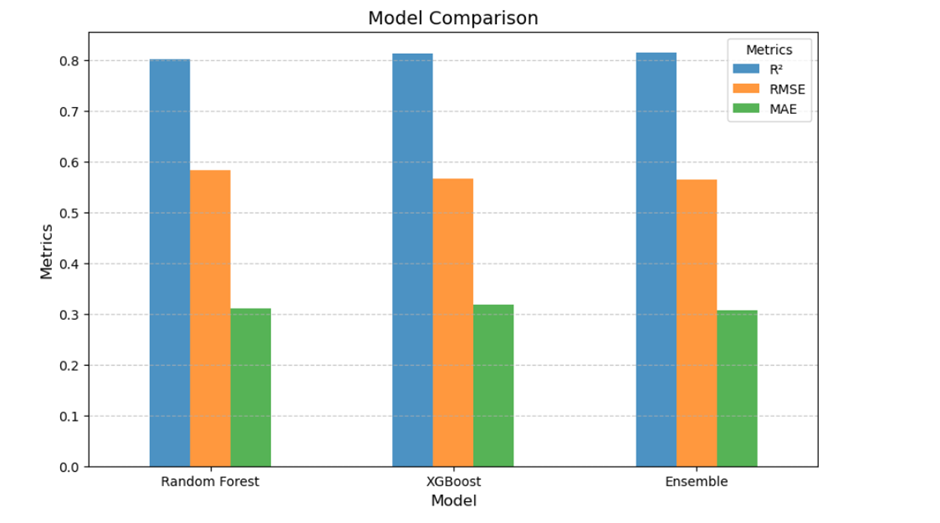 Model Comparison
Metrics
R²
RMSE
MAE
0.8
0.7
0.6
0.5
0.4
0.3
0.2
0.1
0.0
Metrics
Random Forest
XGBoost
Ensemble
Model